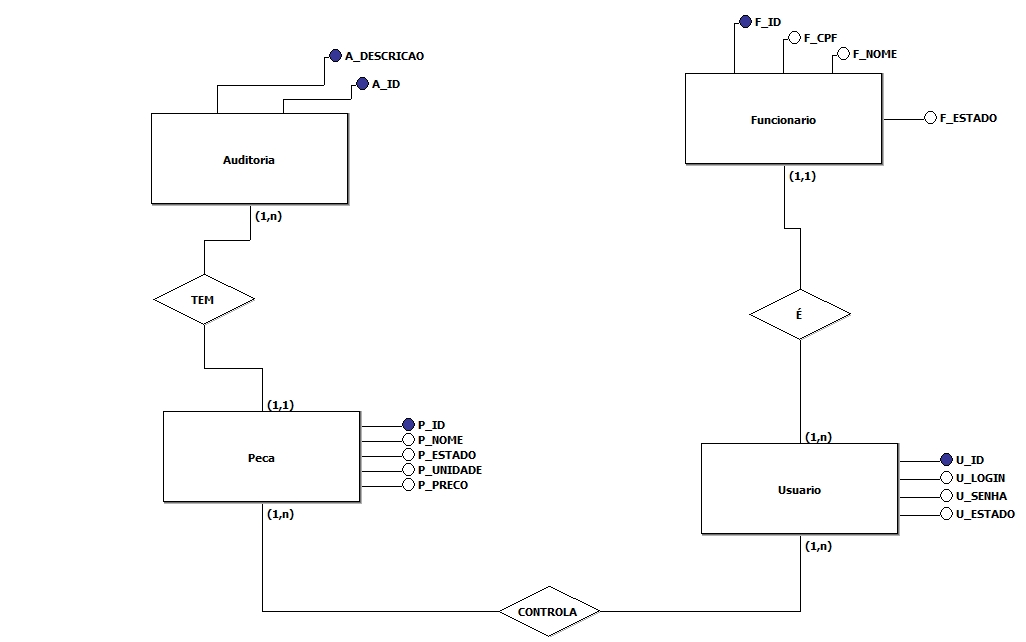 F_ID
F_CPF
F_NOME
A_DESCRICAO
A_ID
F_ESTADO
Funcionario
Auditoria
(1,1)
(1,n)
TEM
É
(1,1)
P_ID
P_NOME
P_ESTADO
P_UNIDADE
P_PRECO
Peca
(1,n)
(1,n)
U_ID
U_LOGIN
U_SENHA
U_ESTADO
Usuario
(1,n)
CONTROLA